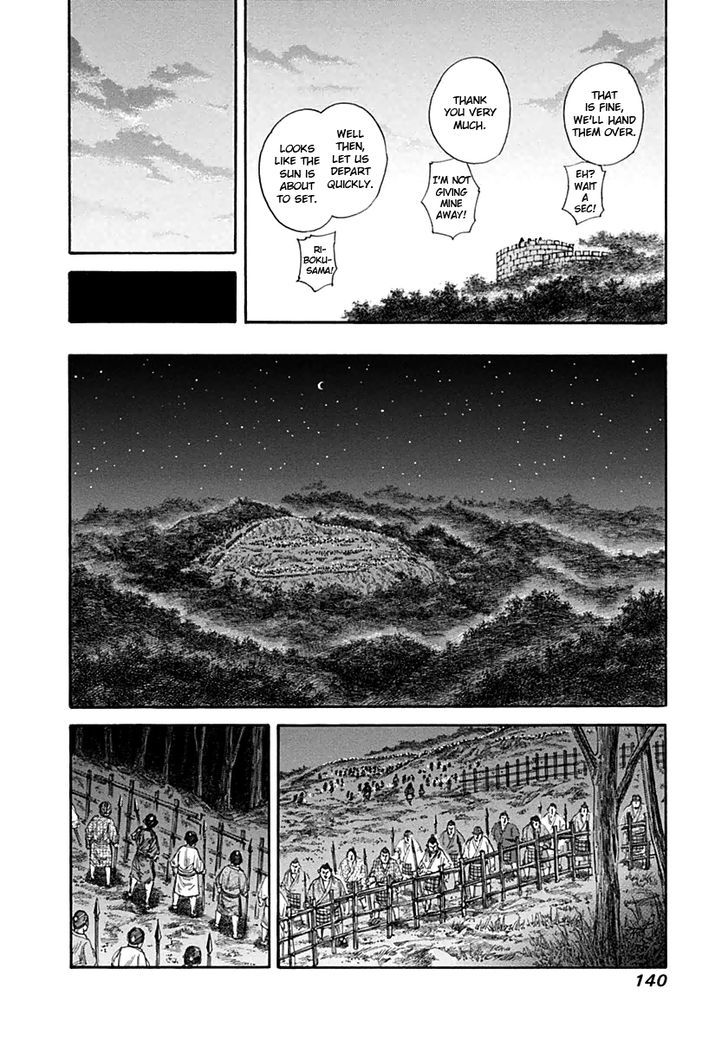 THAT
IS FINE,
WE'LL HAND
THEM OVER.
EH?
WAIT
A
SEC!
THANK
YOU VERY
MUCH.
I'M NOT
GIVING
MINE
AWAY!
WELL
THEN,
LET US
DEPART
QUICKLY.
LOOKS
LIKE THE
SUN IS
ABOUT
TO SET.
RI-
BOKU-
SAMA!
140